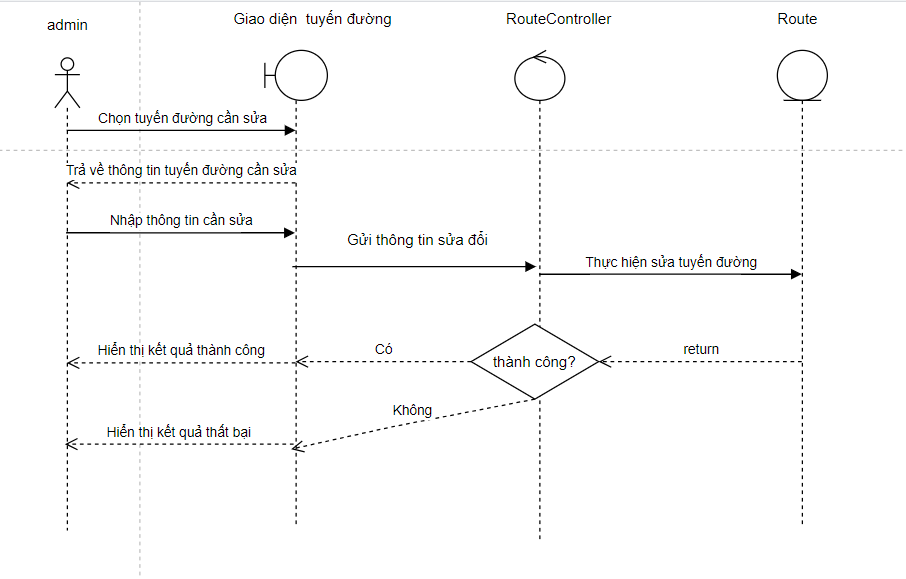 admin
Giao diện tuyến đường
RouteController
Route
Chọn tuyến đường cần sửa
Trả về thông tin tuyến đường cần sửa
Nhập thông tin cần sửa
Gửi thông tin sửa đổi
Thực hiện sửa tuyến đường
Hiển thị kết quả thành công
Có
thành công?
return
Không
Hiển thị kết quả thất bại